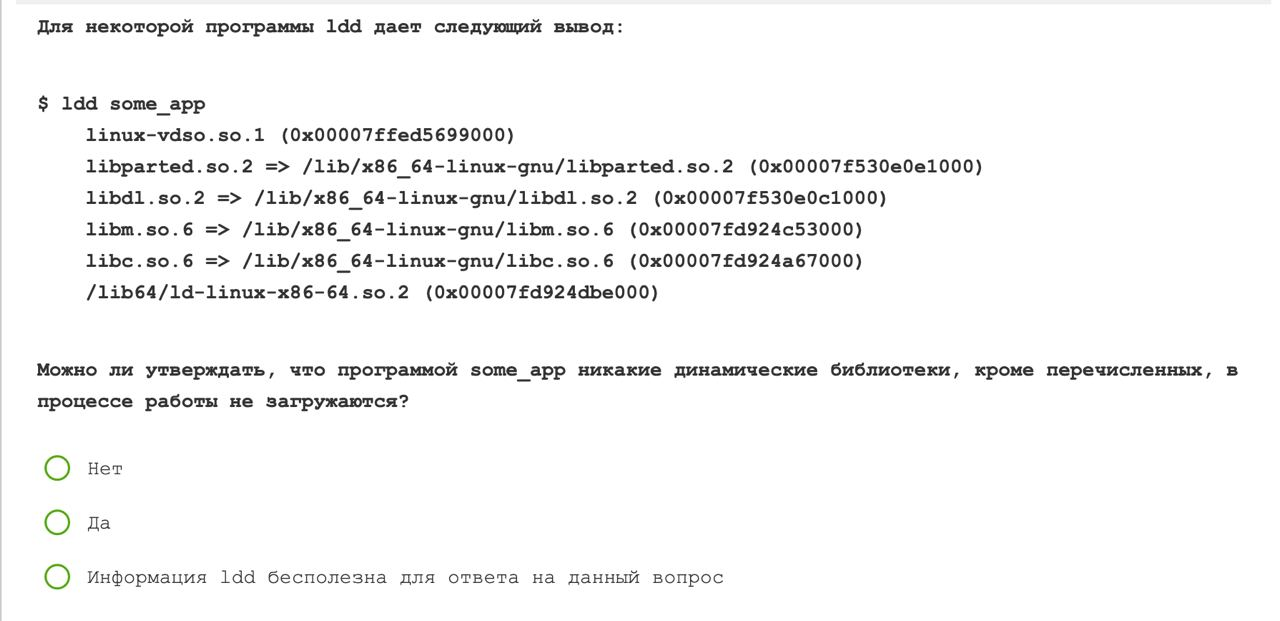 Для некоторой программы ldd дает следующий вывод:
$ ldd some_app
linux-vdso.so.1 (0x00007ffed5699000)
libparted.so.2 => /lib/x86_64-linux-gnu/libparted.so.2 (0x00007f530e0e1000)
libdl.so.2 => /lib/x86_64-linux-gnu/libdl.so.2 (0x00007f530e0c1000)
libm.so.6 => /lib/x86_64-linux-gnu/libm.so.6 (0x00007fd924c53000)
libc.so.6 => /lib/x86_64-linux-gnu/libc.so.6 (0x00007fd924a67000)
/lib64/ld-linux-x86-64.so.2 (0x00007fd924dbe000)
Можно ли утверждать, что программой some_app никакие динамические библиотеки, кроме перечисленных, в
процессе работы не загружаются?
Нет
Да
Информация ldd бесполезна для ответа на данный вопрос